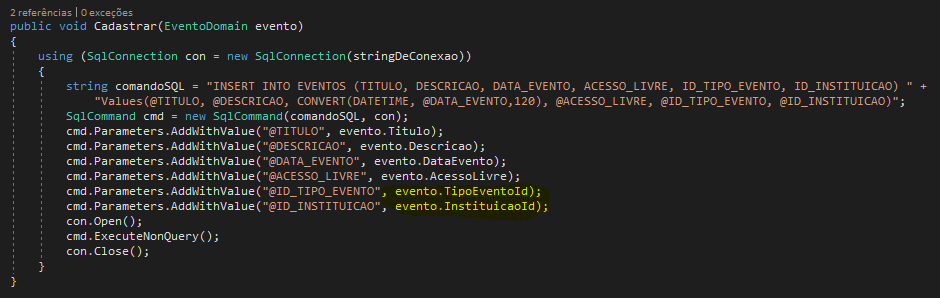 2 referências | 0 exceções
public void Cadastrar(EventoDomain evento)
{
using (SqlConnection con = new SqlConnection(stringDeConexao))
{
string comandoSQL = "INSERT INTO EVENTOS (TITULO, DESCRICAO, DATA_EVENTO, ACESSO_LIVRE, ID_TIPO_EVENTO, ID_INSTITUICAO) " +
"Values(@TITULO, @DESCRICAO, CONVERT(DATETIME, @DATA_EVENTO,120), @ACESSO_LIVRE, @ID_TIPO_EVENTO, @ID_INSTITUICAO)";
SqlCommand cmd = new SqlCommand(comandoSQL, con);
cmd.Parameters.AddWithValue("@TITULO", evento.Titulo);
cmd.Parameters.AddWithValue("@DESCRICAO", evento.Descricao);
cmd.Parameters.AddWithValue("@DATA_EVENTO", evento.DataEvento);
cmd.Parameters.AddWithValue("@ACESSO_LIVRE", evento.AcessoLivre);
cmd.Parameters.AddWithValue("@ID_TIPO_EVENTO", evento.TipoEventoId);
cmd.Parameters.AddWithValue("@ID_INSTITUICAO", evento.InstituicaoId);
con.Open();
cmd.ExecuteNonQuery();
con.Close();
}
}